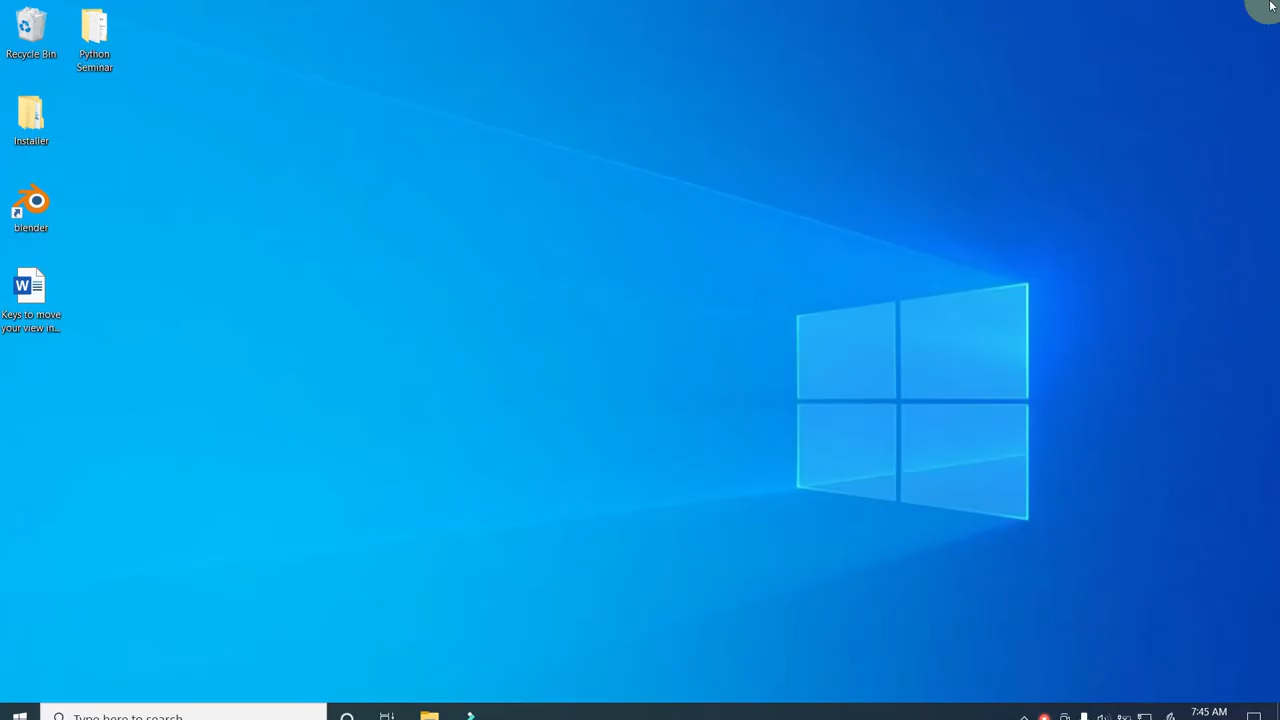 Recycle Bin
Python
Seminar
Installer
blender
W
Keys to move
your view in...
Type here to search
7:45 AM